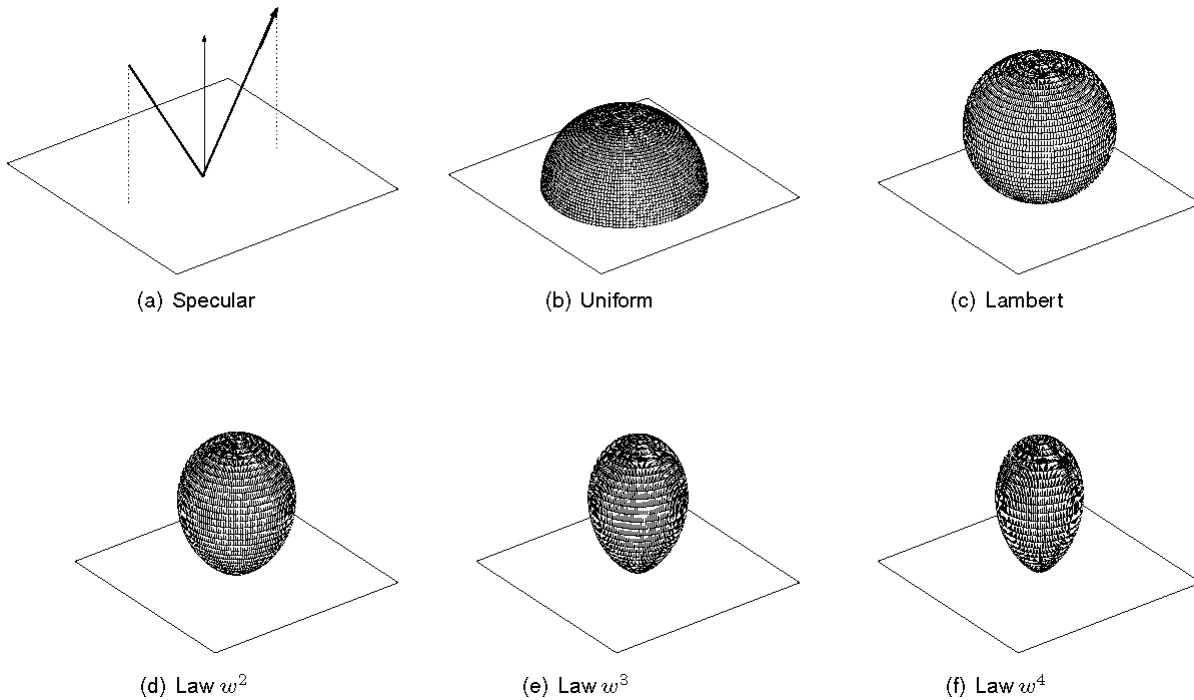 (a) Specular
(b) Uniform
(c) Lambert
(d) Law w²
(e) Law w³
(f) Law w⁴